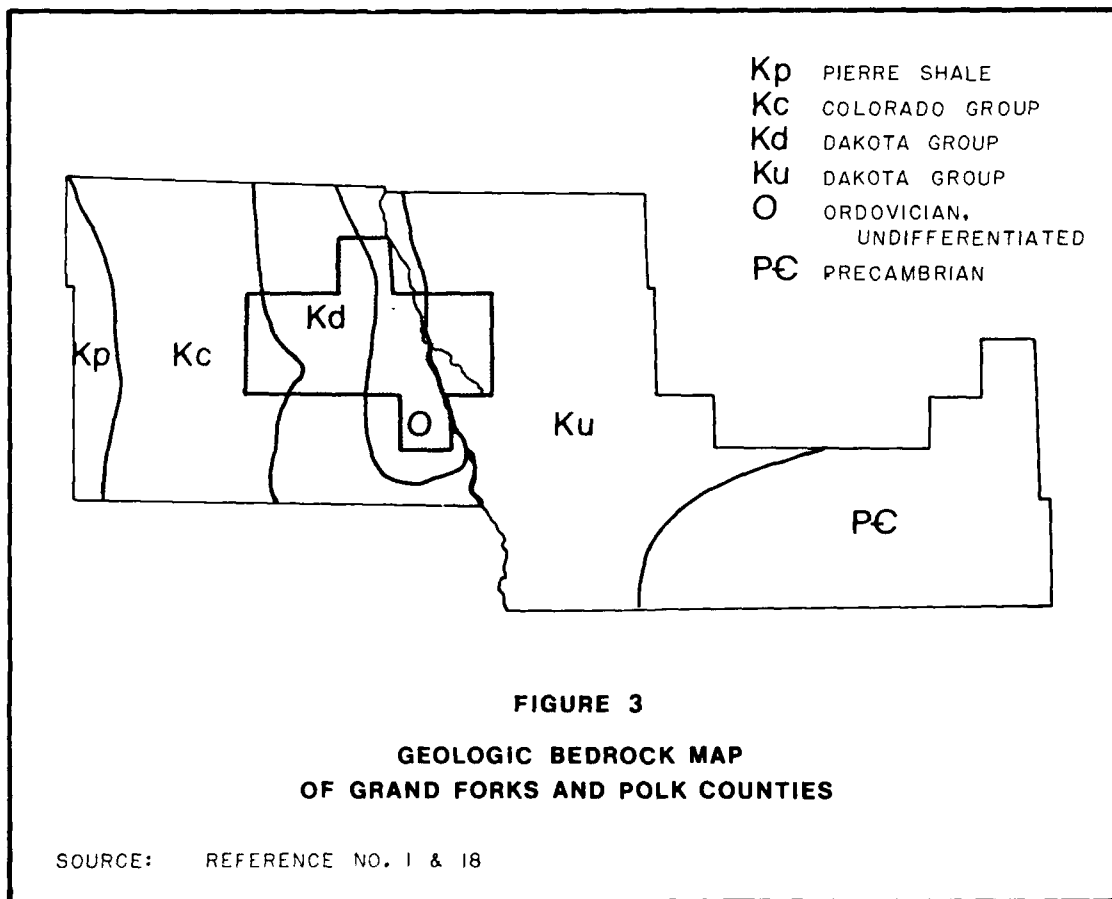 Kp PIERRE SHALE
Kc COLORADO GROUP
Kd DAKOTA GROUP
Ku DAKOTA GROUP
O ORDOVICIAN,
UNDIFFERENTIATED
P€ PRECAMBRIAN
Kp
Kc
Kd
O
Ku
P€
FIGURE 3
GEOLOGIC BEDROCK MAP
OF GRAND FORKS AND POLK COUNTIES
SOURCE: REFERENCE NO. 1 & 18